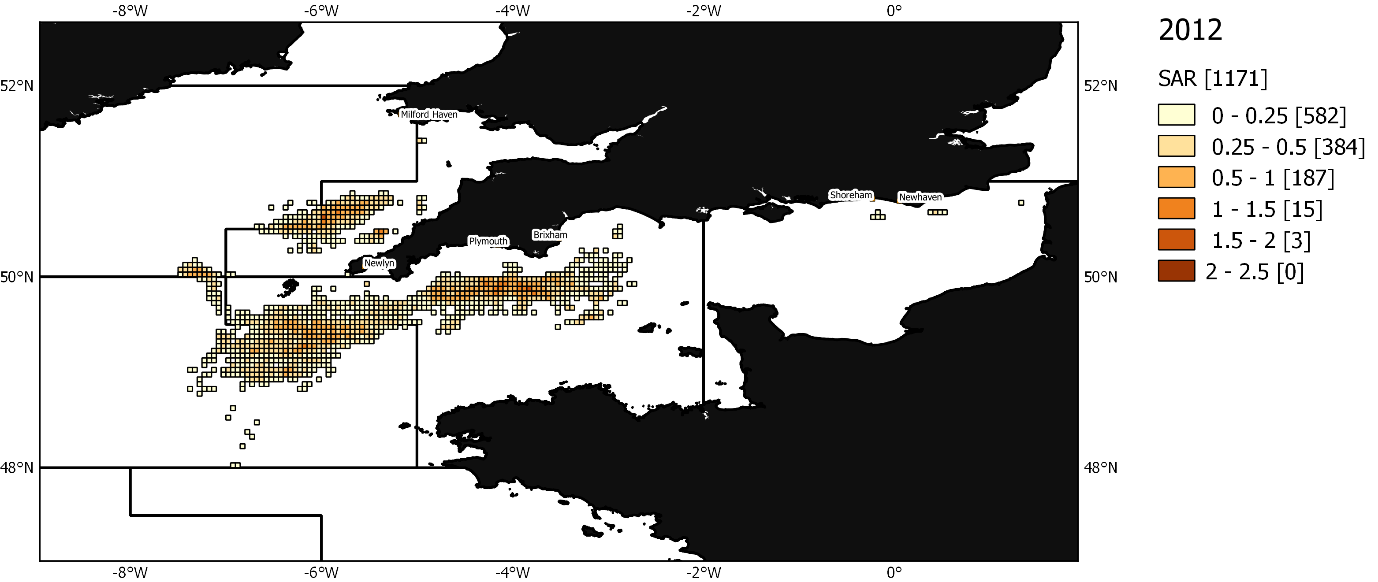 -8°W -6°W -4°W -2°W 0°
2012
SAR [1171]
52°N 52°N
0 - 0.25 [582]
Milford Haven
0.25 - 0.5 [384]
0.5 - 1 [187]
Shoreham Newhaven
1 - 1.5 [15]
Brixham
Plymouth
1.5 - 2 [3]
Newlyn
2 - 2.5 [0]
50°N 50°N
48°N 48°N
-8°W -6°W -4°W -2°W 0°